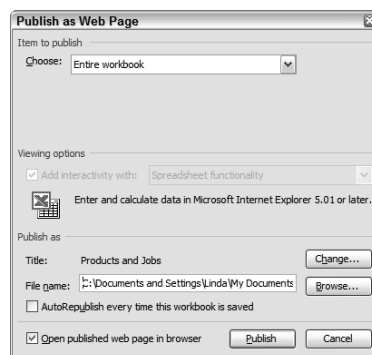 Publish as Web Page
Item to publish
Choose: Entire workbook
Viewing options
Add interactivity with: Spreadsheet functionality
Enter and calculate data in Microsoft Internet Explorer 5.01 or later.
Publish as
Title: Products and Jobs Change...
File name: C:\Documents and Settings\Linda\My Documents Browse...
AutoRepublish every time this workbook is saved
Open published web page in browser Publish Cancel